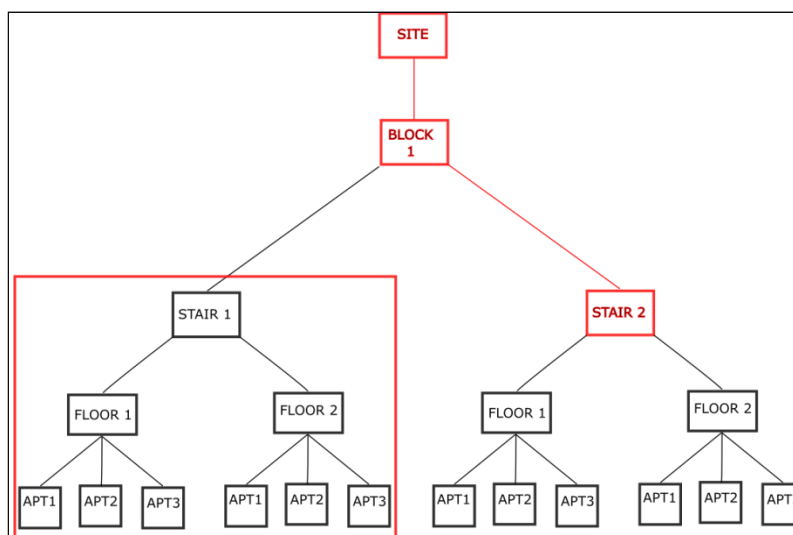 SITE
BLOCK
1
STAIR 1
STAIR 2
FLOOR 1
FLOOR 2
FLOOR 1
FLOOR 2
APT1
APT2
APT3
APT1
APT2
APT3
APT1
APT2
APT3
APT1
APT2